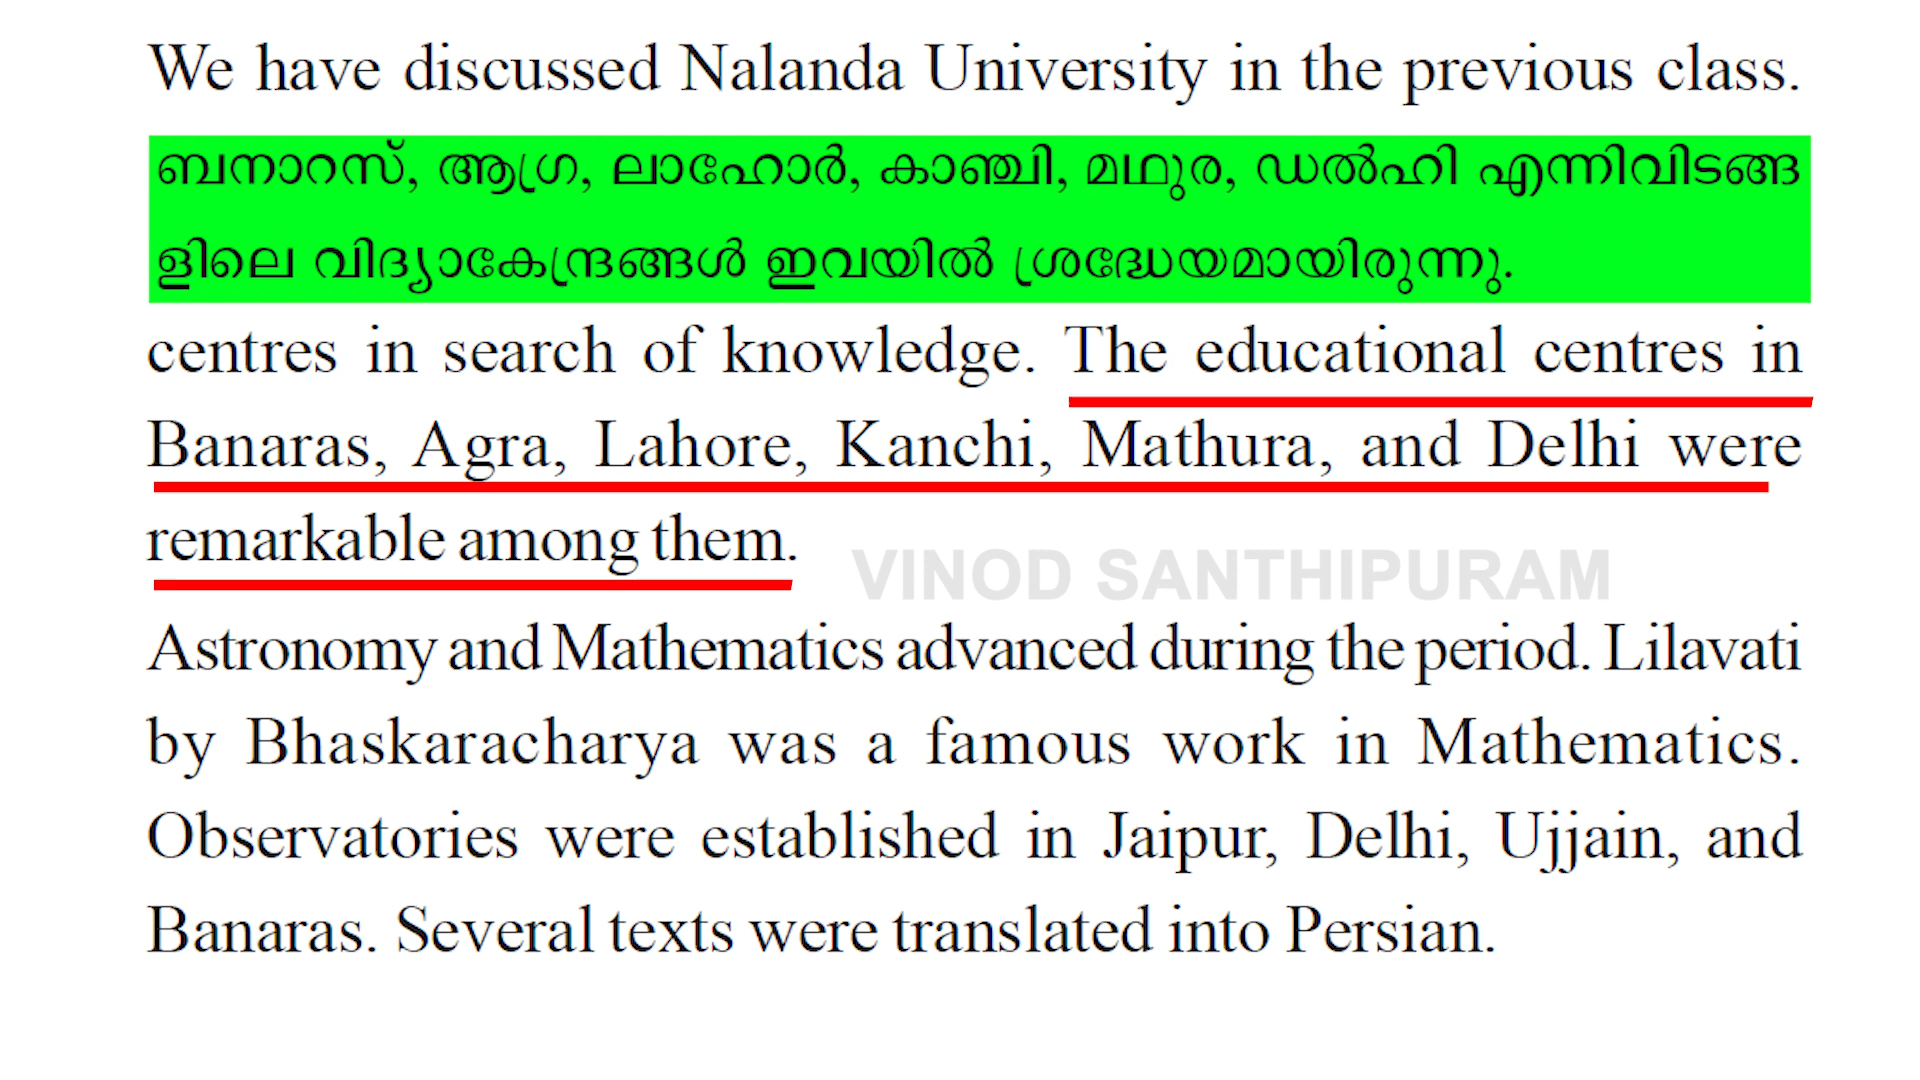 We have discussed Nalanda University in the previous class.
ബനാറസ്, ആഗ്ര, ലാഹോർ, കാഞ്ചി, മഥുര, ഡൽഹി എന്നിവിടങ്ങ
ളിലെ വിദ്യാകേന്ദ്രങ്ങൾ ഇവയിൽ ശ്രദ്ധേയമായിരുന്നു.
centres in search of knowledge. The educational centres in
Banaras, Agra, Lahore, Kanchi, Mathura, and Delhi were
remarkable among them.
VINOD SANTHIPURAM
Astronomy and Mathematics advanced during the period. Lilavati
by Bhaskaracharya was a famous work in Mathematics.
Observatories were established in Jaipur, Delhi, Ujjain, and
Banaras. Several texts were translated into Persian.